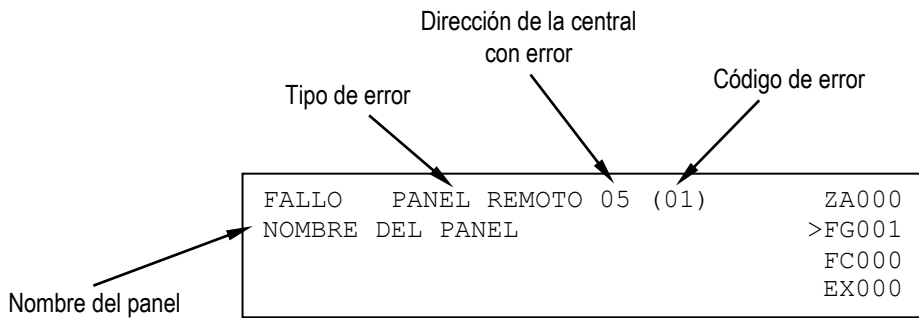 Dirección de la central
con error
Código de error
Tipo de error
FALLO PANEL REMOTO 05 (01) ZA000
NOMBRE DEL PANEL >FG001
FC000
EX000
Nombre del panel